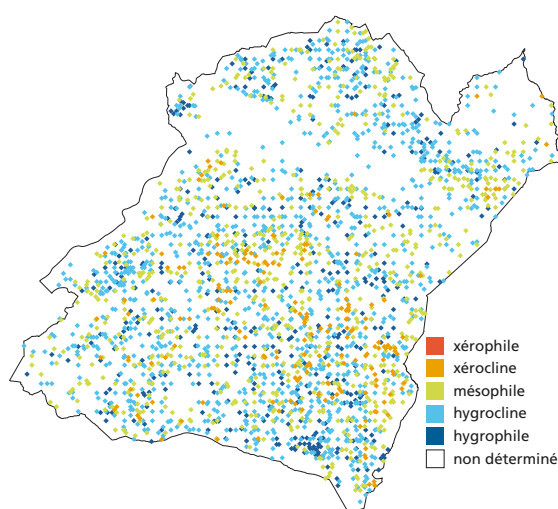 xérophile
xérocline
mésophile
hygrocline
hygrophile
non déterminé